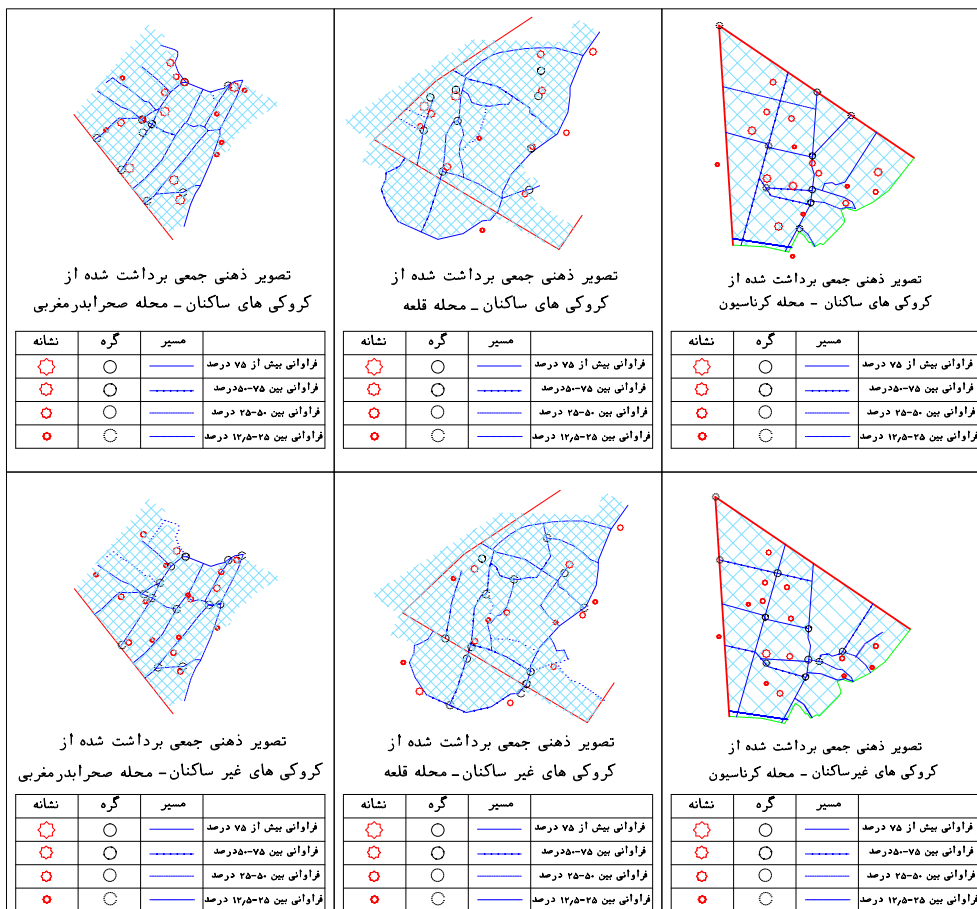 تصویر ذهنی جمعی برداشت شده از
کروکی های ساکنان - محله کرناسیون
نشانه گره مسیر
فراوانی بیش از ۷۵ درصد
فراوانی بین ۷۵-۵۰درصد
فراوانی بین ۵۰-۲۵ درصد
فراوانی بین ۲۵-۱۲٫۵ درصد
تصویر ذهنی جمعی برداشت شده از
کروکی های ساکنان - محله قلعه
نشانه گره مسیر
فراوانی بیش از ۷۵ درصد
فراوانی بین ۷۵-۵۰درصد
فراوانی بین ۵۰-۲۵ درصد
فراوانی بین ۲۵-۱۲٫۵ درصد
تصویر ذهنی جمعی برداشت شده از
کروکی های ساکنان - محله صحرابدرمغربی
نشانه گره مسیر
فراوانی بیش از ۷۵ درصد
فراوانی بین ۷۵-۵۰درصد
فراوانی بین ۵۰-۲۵ درصد
فراوانی بین ۲۵-۱۲٫۵ درصد
تصویر ذهنی جمعی برداشت شده از
کروکی های غیرساکنان - محله کرناسیون
نشانه گره مسیر
فراوانی بیش از ۷۵ درصد
فراوانی بین ۷۵-۵۰درصد
فراوانی بین ۵۰-۲۵ درصد
فراوانی بین ۲۵-۱۲٫۵ درصد
تصویر ذهنی جمعی برداشت شده از
کروکی های غیر ساکنان - محله قلعه
نشانه گره مسیر
فراوانی بیش از ۷۵ درصد
فراوانی بین ۷۵-۵۰درصد
فراوانی بین ۵۰-۲۵ درصد
فراوانی بین ۲۵-۱۲٫۵ درصد
تصویر ذهنی جمعی برداشت شده از
کروکی های غیر ساکنان - محله صحرابدرمغربی
نشانه گره مسیر
فراوانی بیش از ۷۵ درصد
فراوانی بین ۷۵-۵۰درصد
فراوانی بین ۵۰-۲۵ درصد
فراوانی بین ۲۵-۱۲٫۵ درصد